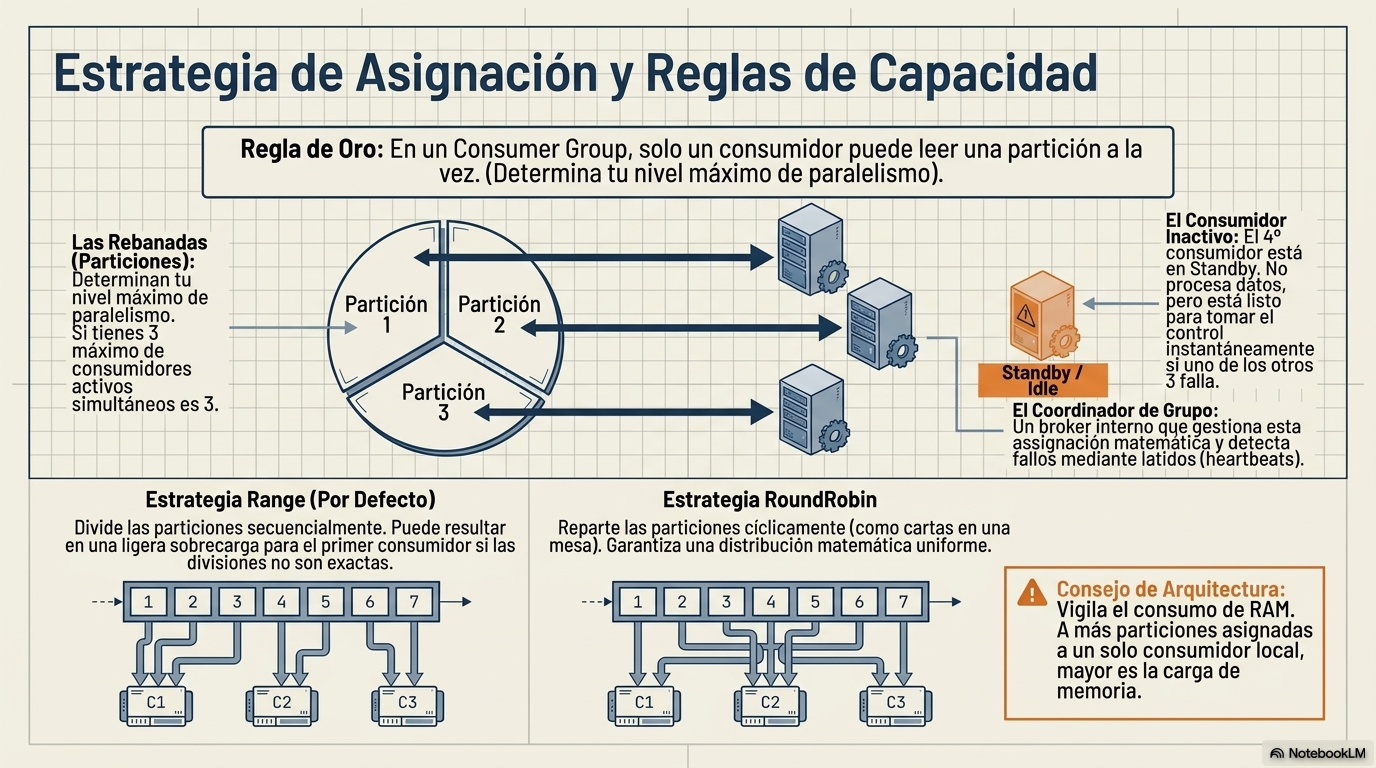 Estrategia de Asignación y Reglas de Capacidad
Regla de Oro: En un Consumer Group, solo un consumidor puede leer una partición a la
vez. (Determina tu nivel máximo de paralelismo).
Las Rebanadas
(Particiones):
Determinan tu
nivel máximo de
paralelismo.
Si tienes 3
máximo de
consumidores
activos
simultáneos es 3.
Partición
1
Partición
2
Partición
3
El Consumidor
Inactivo: El 4º
consumidor está
en Standby. No
procesa datos,
pero está listo
para tomar el
control
instantáneamente
si uno de los otros
3 falla.
Standby /
Idle
El Coordinador de Grupo:
Un broker interno que gestiona esta
assignación matemática y detecta
fallos mediante latidos (heartbeats).
Estrategia Range (Por Defecto)
Divide las particiones secuencialmente. Puede resultar
en una ligera sobrecarga para el primer consumidor si las
divisiones no son exactas.
1 2 3 4 5 6 7
C1 C2 C3
Estrategia RoundRobin
Reparte las particiones cíclicamente (como cartas en una
mesa). Garantiza una distribución matemática uniforme.
1 2 3 4 5 6 7
C1 C2 C3
Consejo de Arquitectura:
Vigila el consumo de RAM.
A más particiones asignadas
a un solo consumidor local,
mayor es la carga de
memoria.
NotebookLM